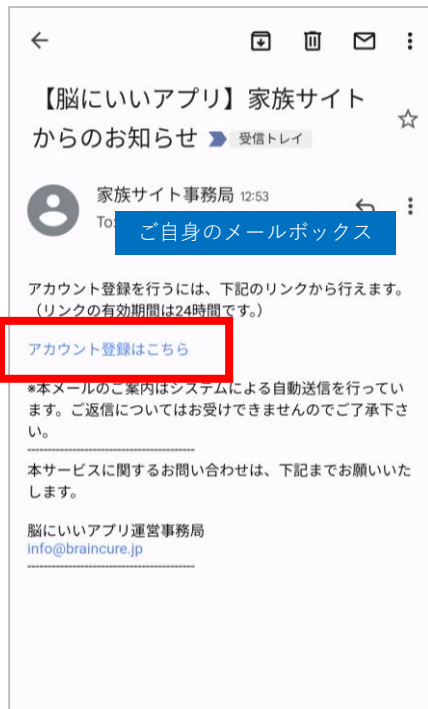 【脳にいいアプリ】家族サイト
からのお知らせ 受信トレイ
家族サイト事務局 12:53
To:
ご自身のメールボックス
アカウント登録を行うには、下記のリンクから行えます。
（リンクの有効期間は24時間です。）
アカウント登録はこちら
*本メールのご案内はシステムによる自動送信を行ってい
ます。ご返信についてはお受けできませんのでご了承下さ
い。
----------------------------------------
本サービスに関するお問い合わせは、下記までお願いいた
します。
脳にいいアプリ運営事務局
info@braincure.jp
----------------------------------------